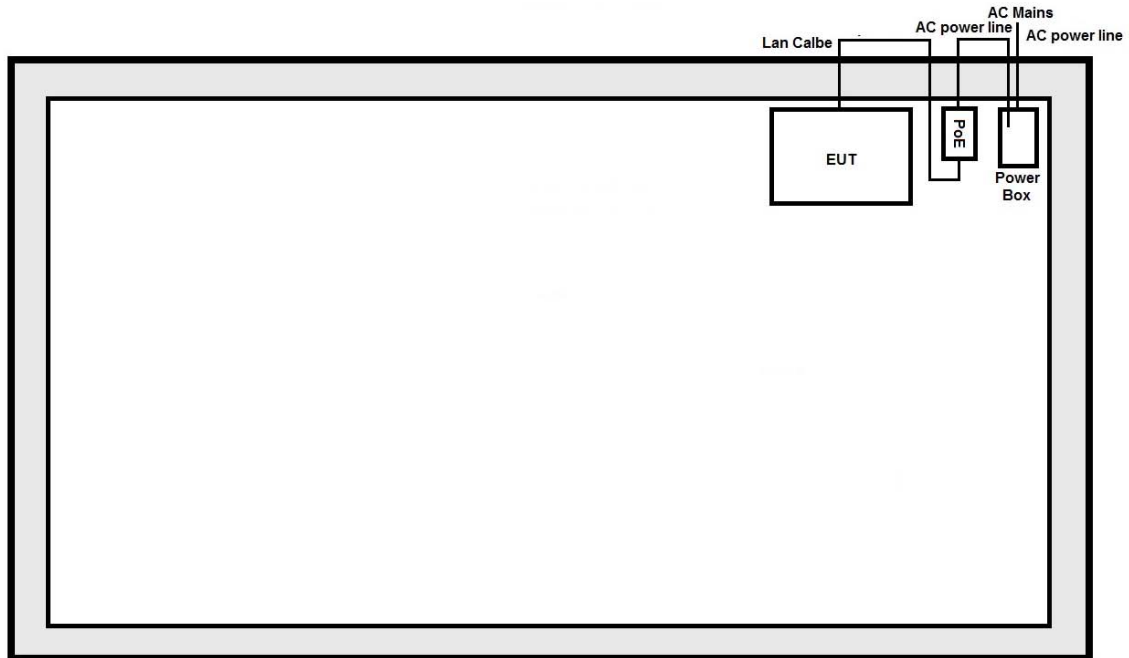 AC Mains
AC power line
AC power line
Lan Calbe
EUT
PoE
Power
Box